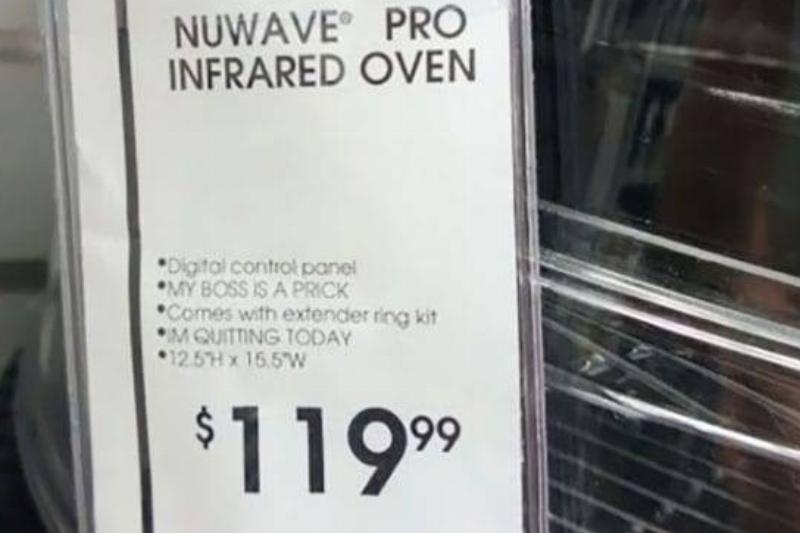 NUWAVE® PRO
INFRARED OVEN
•Digital control panel
•MY BOSS IS A PRICK
•Comes with extender ring kit
•IM QUITTING TODAY
•12.5"H x 15.5"W
$119.99